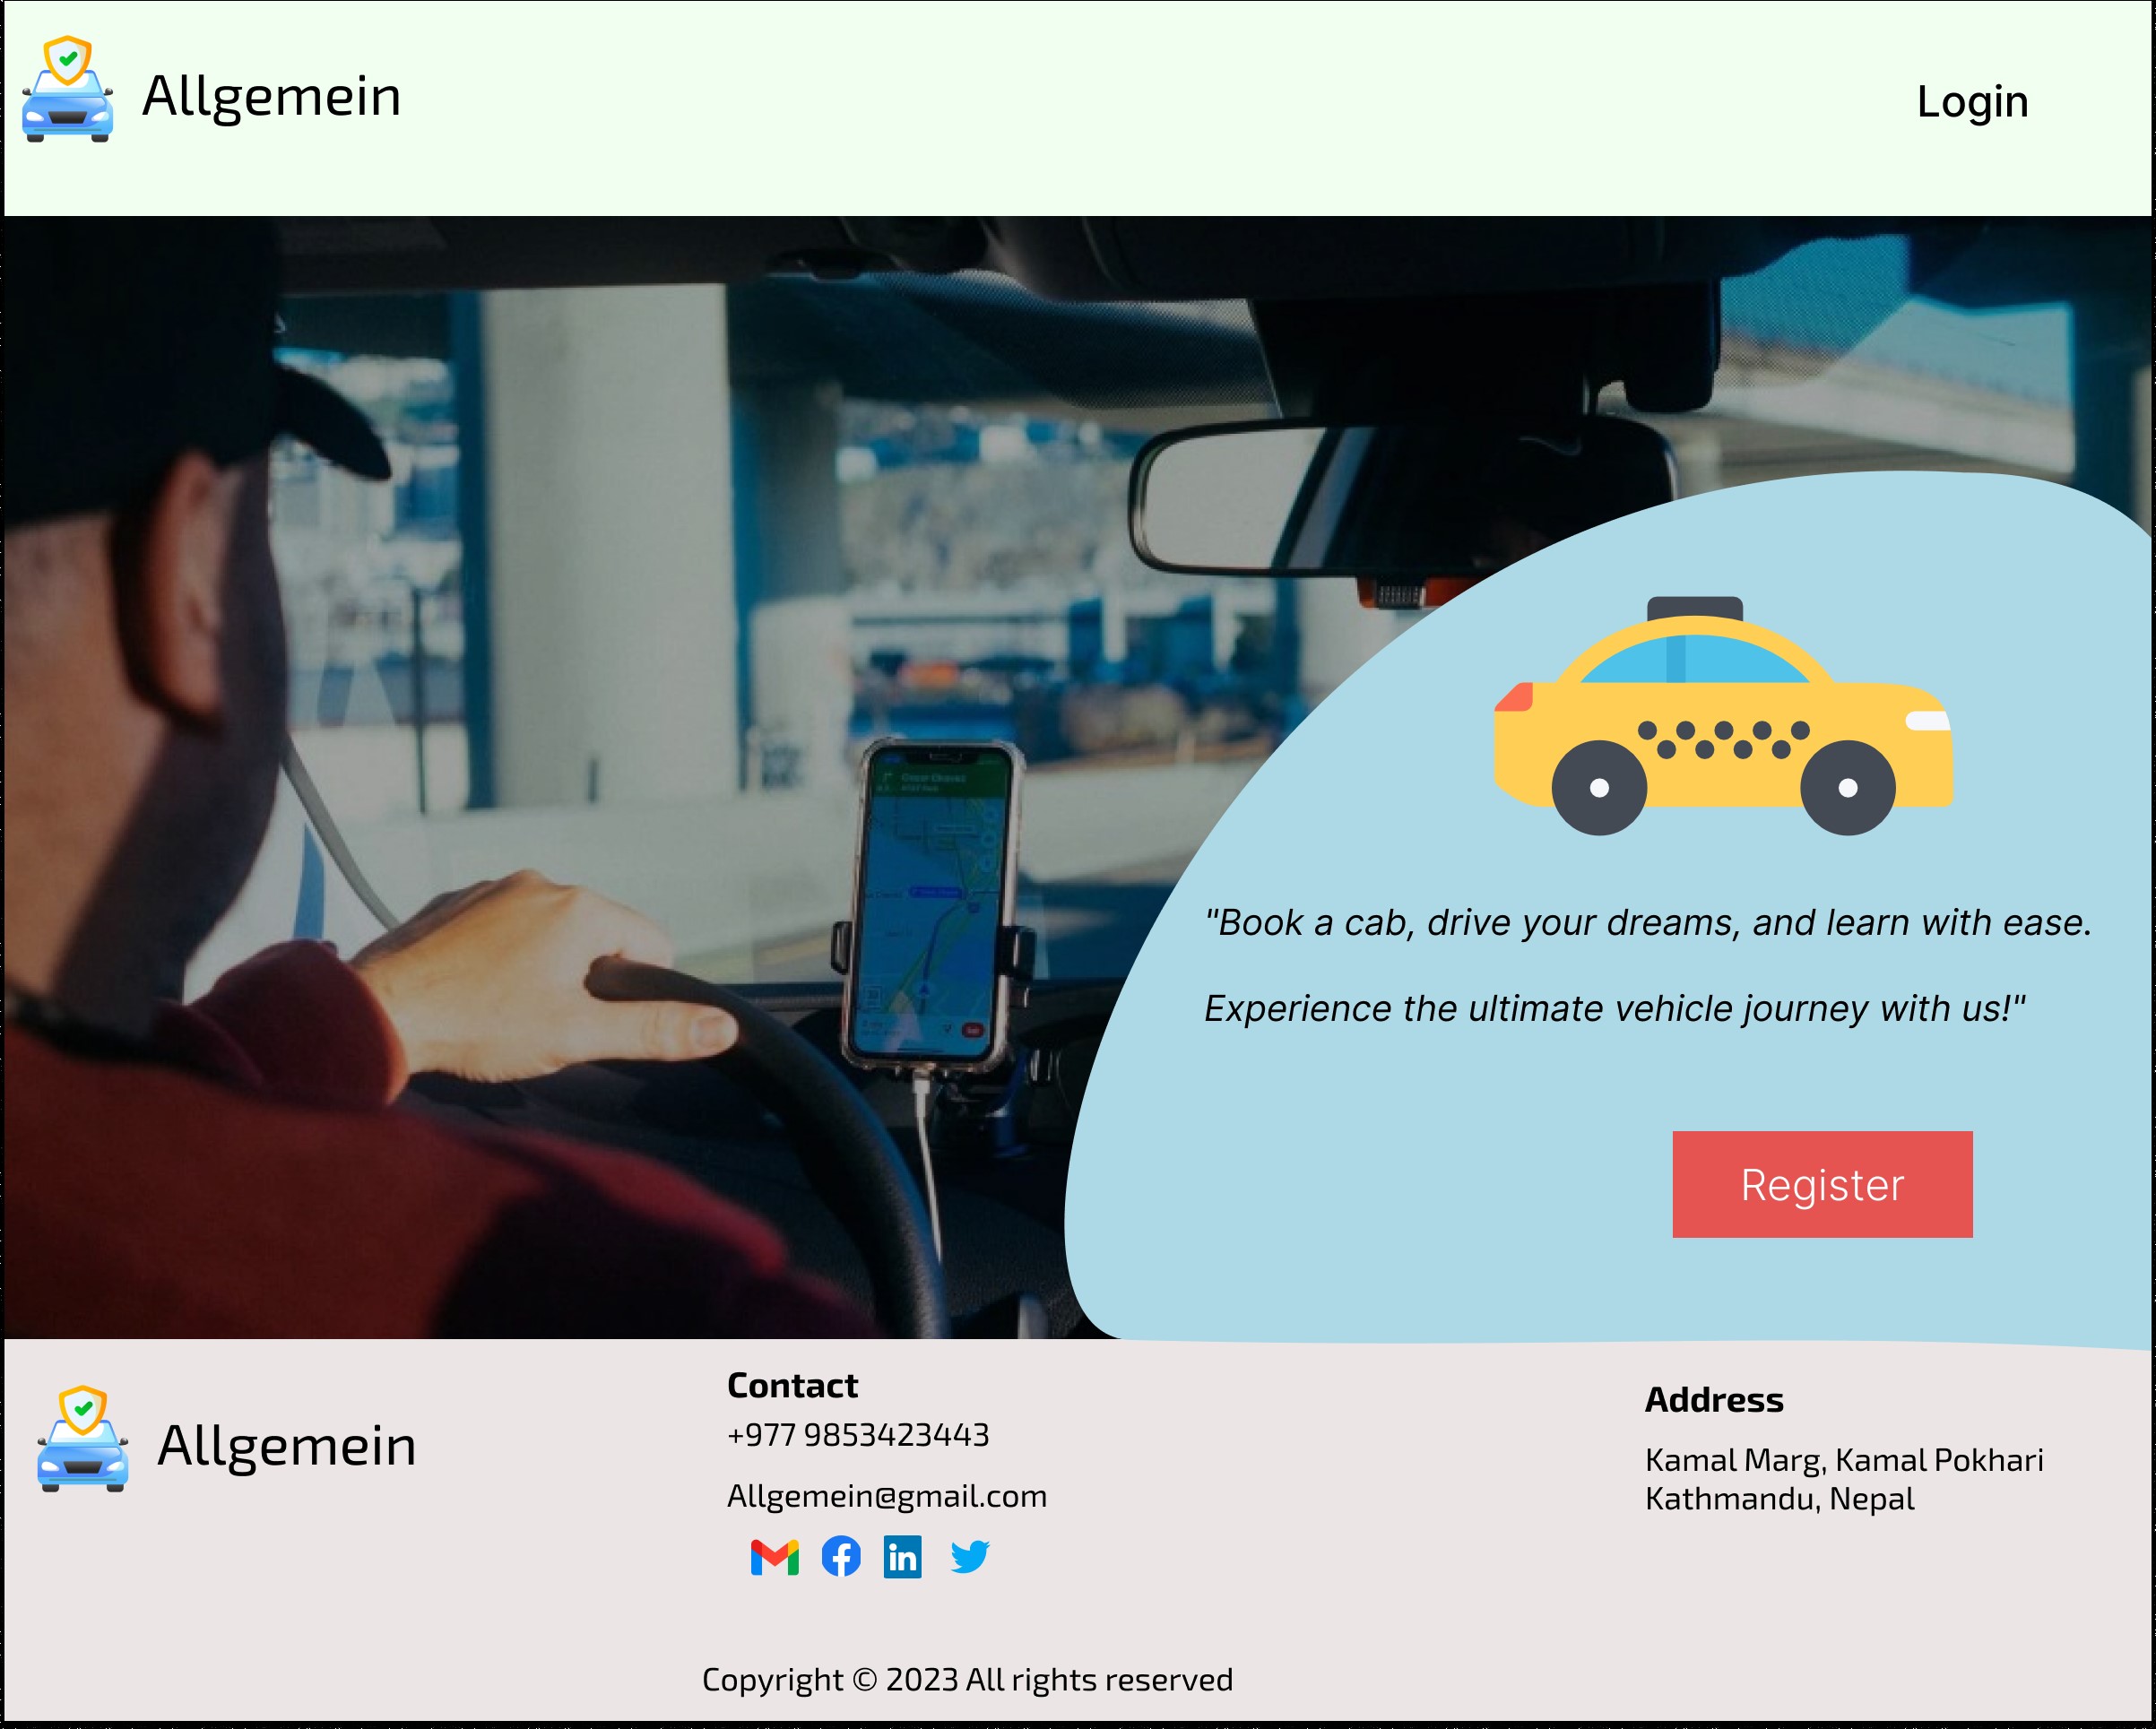 Allgemein
Login
"Book a cab, drive your dreams, and learn with ease.
Experience the ultimate vehicle journey with us!"
Register
Allgemein
Contact
+977 9853423443
Allgemein@gmail.com
Address
Kamal Marg, Kamal Pokhari
Kathmandu, Nepal
Copyright © 2023 All rights reserved